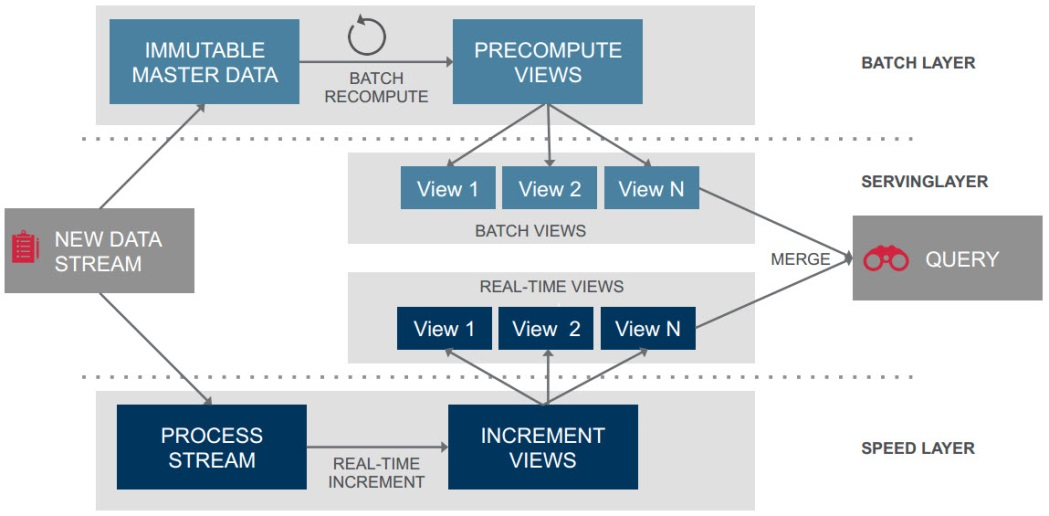 IMMUTABLE
MASTER DATA
BATCH
RECOMPUTE
PRECOMPUTE
VIEWS
BATCH LAYER
View 1
View 2
View N
BATCH VIEWS
SERVINGLAYER
NEW DATA
STREAM
MERGE
QUERY
REAL-TIME VIEWS
View 1
View 2
View N
PROCESS
STREAM
REAL-TIME
INCREMENT
INCREMENT
VIEWS
SPEED LAYER